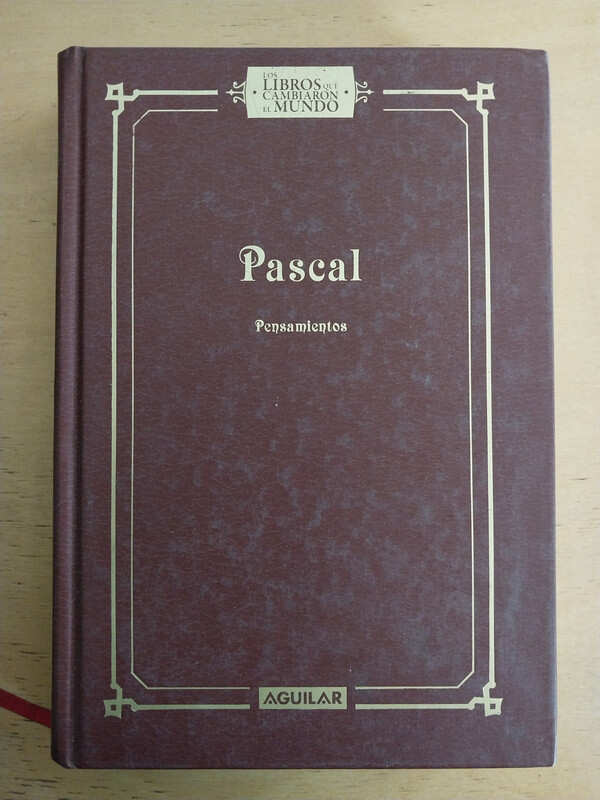 LOS
LIBROS QUE
CAMBIARON
EL MUNDO
Pascal
Pensamientos
AGUILAR